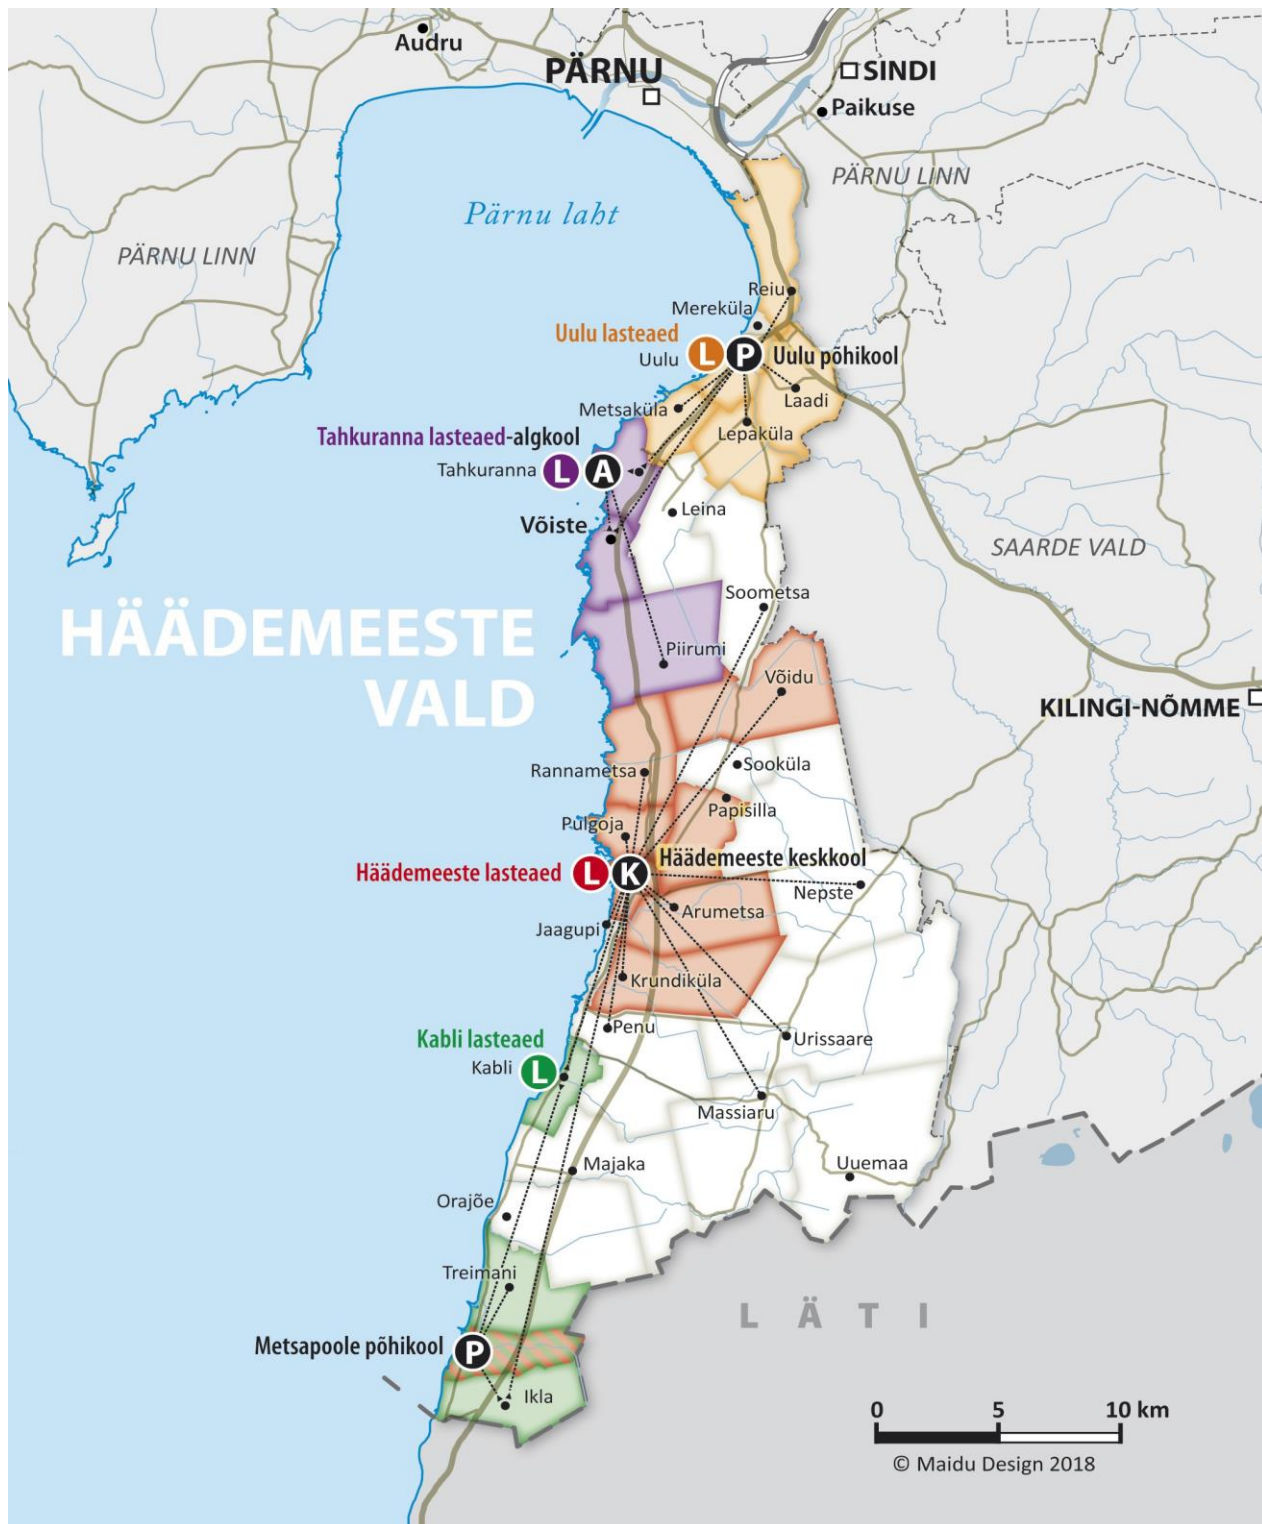 Audru
PÄRNU
SINDI
Paikuse
PÄRNU LINN
Pärnu laht
PÄRNU LINN
Reiu
Mereküla
Uulu lasteaed
Uulu
L
P
Uulu põhikool
Laadi
Metsaküla
Lepaküla
Tahkuranna lasteaed-algkool
Tahkuranna
L
A
Leina
Võiste
SAARDE VALD
HÄÄDEMEESTE
VALD
Soometsa
Piirumi
Võidu
KILINGI-NÕMME
Rannametsa
Sooküla
Papisilla
Pulgoja
Häädemeeste keskkool
Häädemeeste lasteaed
L
K
Nepste
Arumetsa
Jaagupi
Krundiküla
Penu
Urissaare
Kabli lasteaed
Kabli
L
Massiaru
Majaka
Uuemaa
Orajõe
Treimani
LÄTI
Metsapoole põhikool
P
Ikla
0 5 10 km
© Maidu Design 2018